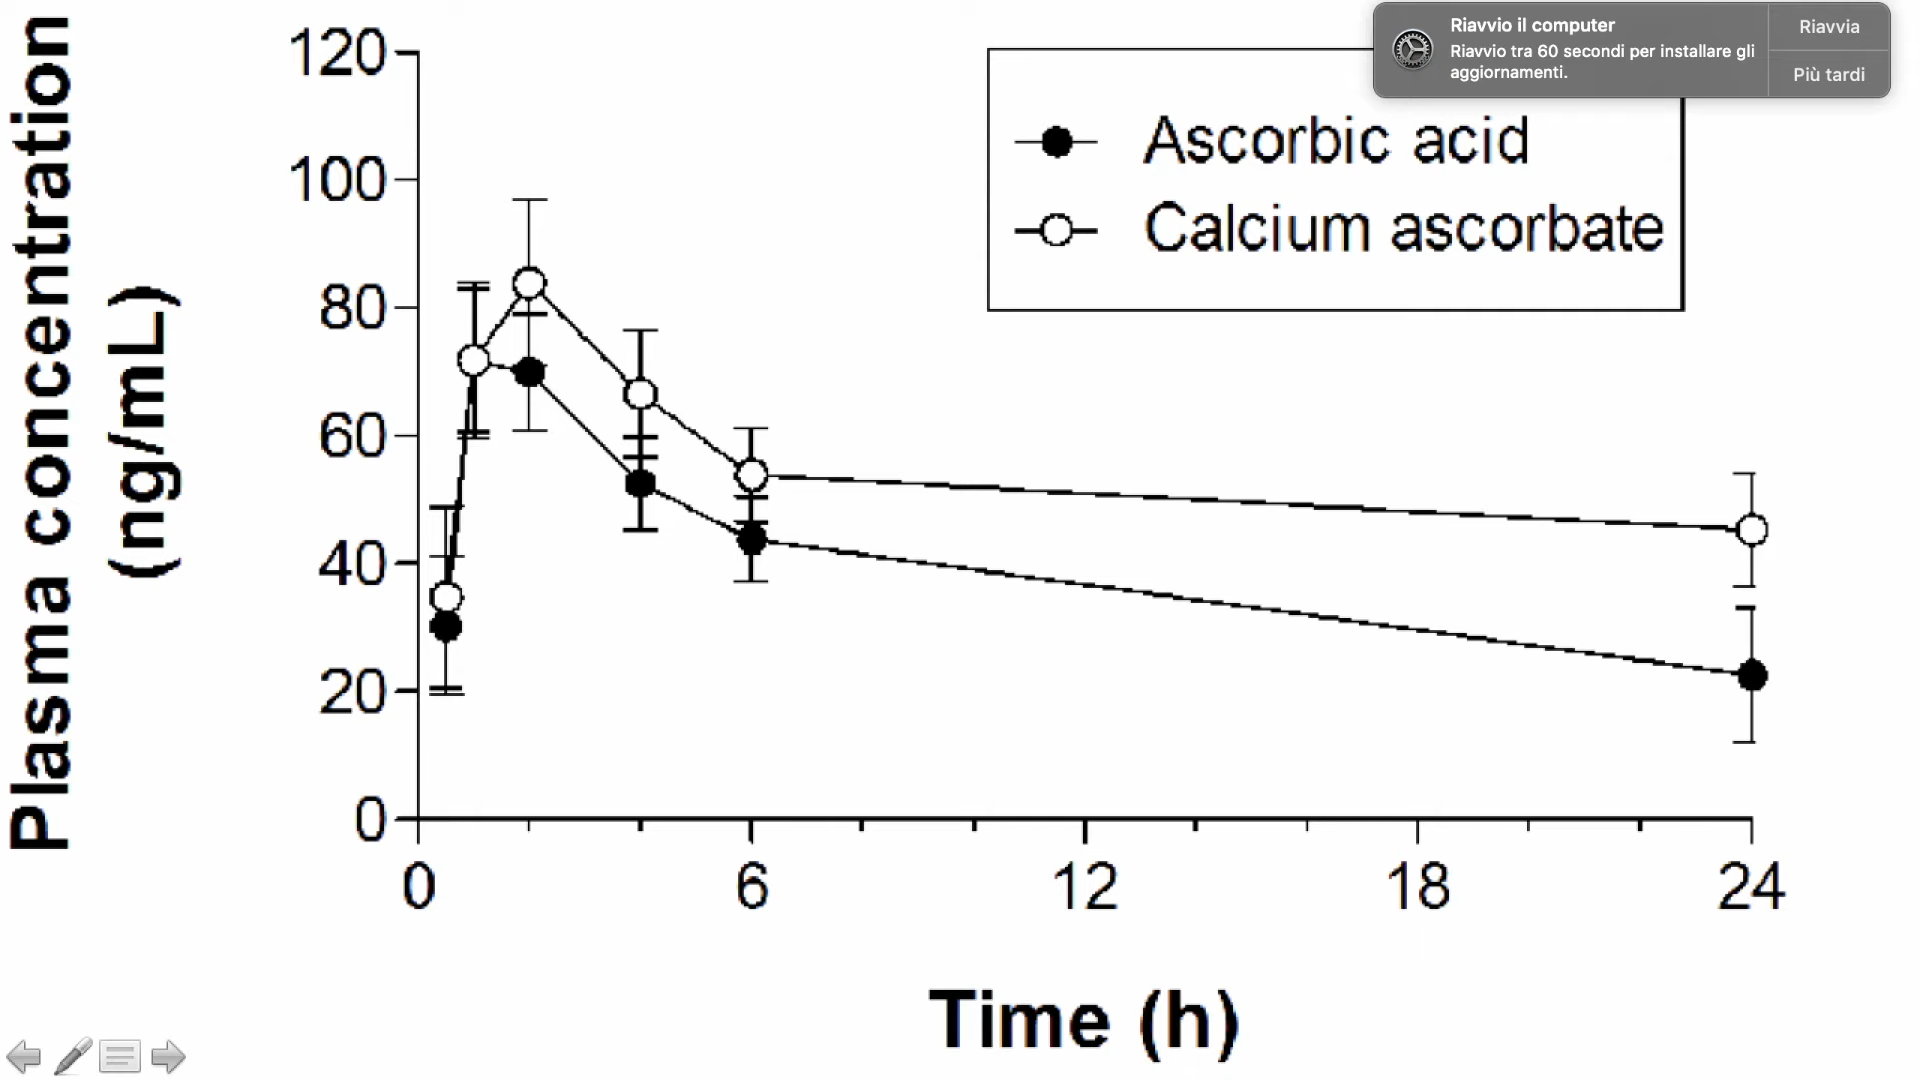 Plasma concentration
(ng/mL)
120
100
80
60
40
20
0
0 6 12 18 24
Time (h)
Ascorbic acid
Calcium ascorbate
Riavvio il computer
Riavvio tra 60 secondi per installare gli
aggiornamenti.
Riavvia
Più tardi